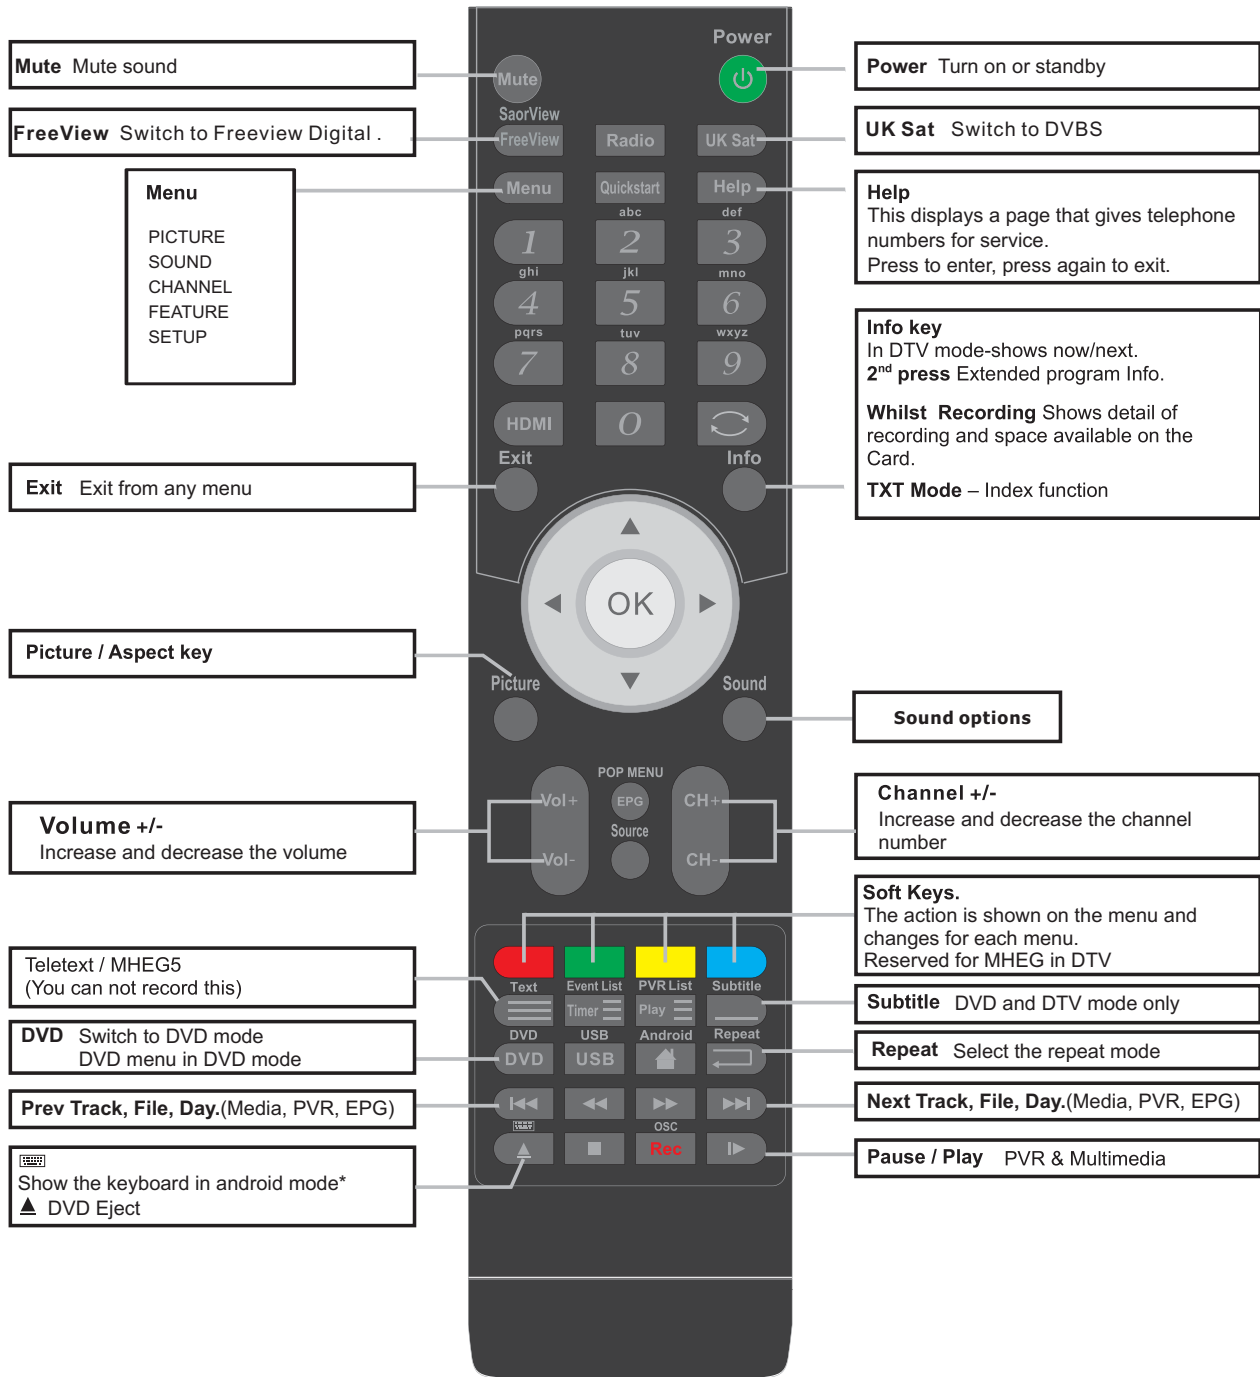 Power
Mute Mute sound
Mute
Power Turn on or standby
SaorView
FreeView Switch to Freeview Digital .
FreeView Radio UK Sat
UK Sat Switch to DVBS
Menu
PICTURE
SOUND
CHANNEL
FEATURE
SETUP
Menu Quickstart Help
Help
This displays a page that gives telephone
numbers for service.
Press to enter, press again to exit.
abc def
1 2 3
ghi jkl mno
4 5 6
pqrs tuv wxyz
7 8 9
HDMI 0
Info key
In DTV mode-shows now/next.
2nd press Extended program Info.
Whilst Recording Shows detail of
recording and space available on the
Card.
TXT Mode – Index function
Exit Info
Exit Exit from any menu
OK
Picture / Aspect key
Picture Sound
Sound options
POP MENU
Vol+ EPG CH+
Source
Vol- CH-
Volume +/-
Increase and decrease the volume
Channel +/-
Increase and decrease the channel
number
Soft Keys.
The action is shown on the menu and
changes for each menu.
Reserved for MHEG in DTV
Teletext / MHEG5
(You can not record this)
Text Event List PVR List Subtitle
Timer Play
Subtitle DVD and DTV mode only
DVD Switch to DVD mode
DVD menu in DVD mode
DVD USB Android Repeat
DVD USB
Repeat Select the repeat mode
Prev Track, File, Day.(Media, PVR, EPG)
Next Track, File, Day.(Media, PVR, EPG)
OSC
Rec
Show the keyboard in android mode*
DVD Eject
Pause / Play PVR & Multimedia